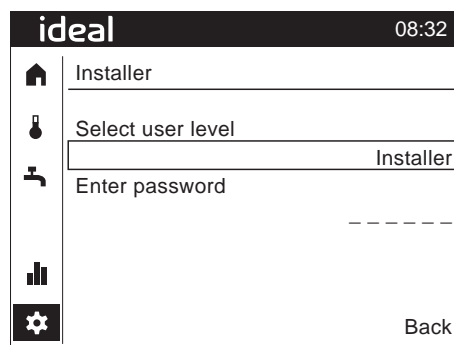 ideal 08:32
Installer
Select user level
Installer
Enter password
_ _ _ _ _ _
Back